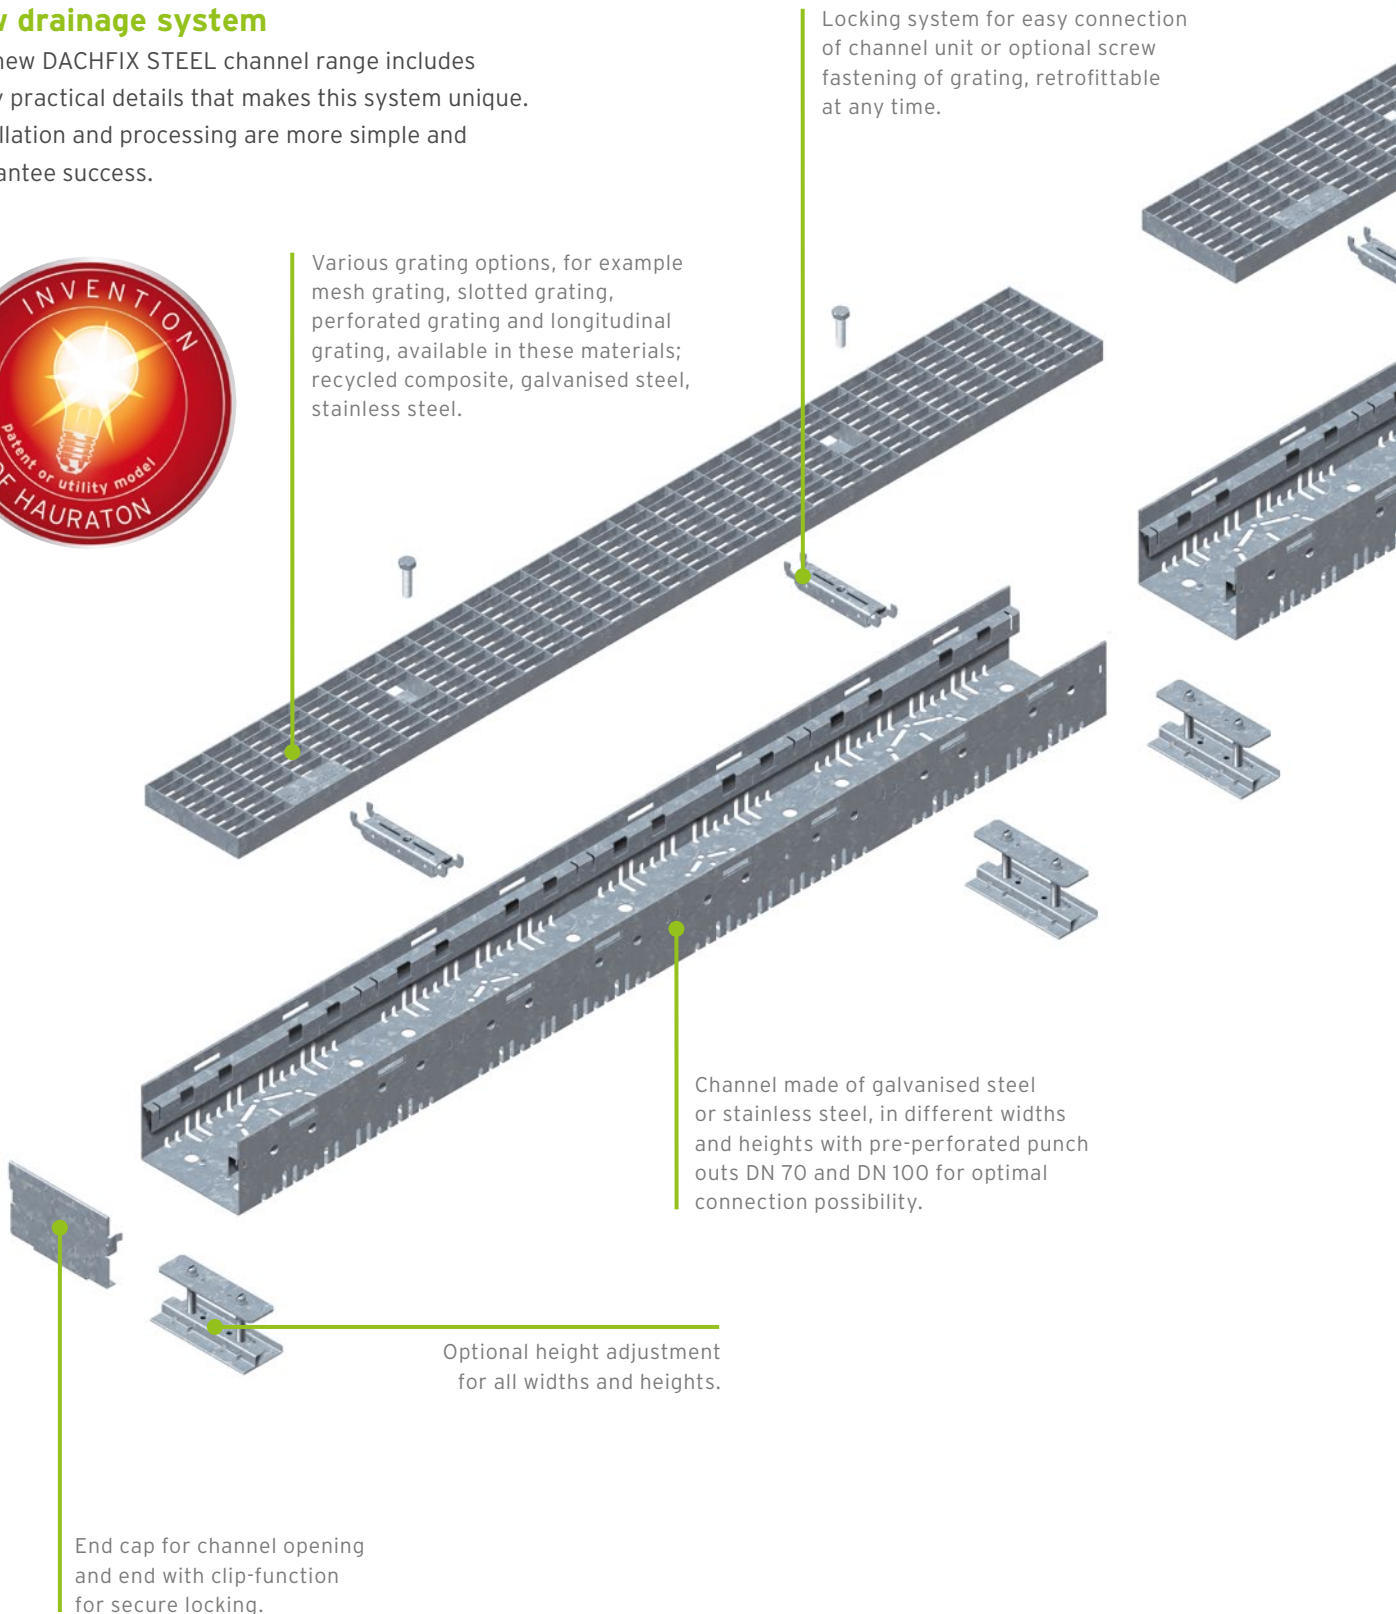 drainage system
new DACHFIX STEEL channel range includes
practical details that makes this system unique.
and processing are more simple and
success.
Locking system for easy connection
of channel unit or optional screw
fastening of grating, retrofittable
at any time.
Various grating options, for example
mesh grating, slotted grating,
perforated grating and longitudinal
grating, available in these materials;
recycled composite, galvanised steel,
stainless steel.
INVENTION
patent or utility model
OF HAURATON
Channel made of galvanised steel
or stainless steel, in different widths
and heights with pre-perforated punch
outs DN 70 and DN 100 for optimal
connection possibility.
Optional height adjustment
for all widths and heights.
End cap for channel opening
and end with clip-function
for secure locking.